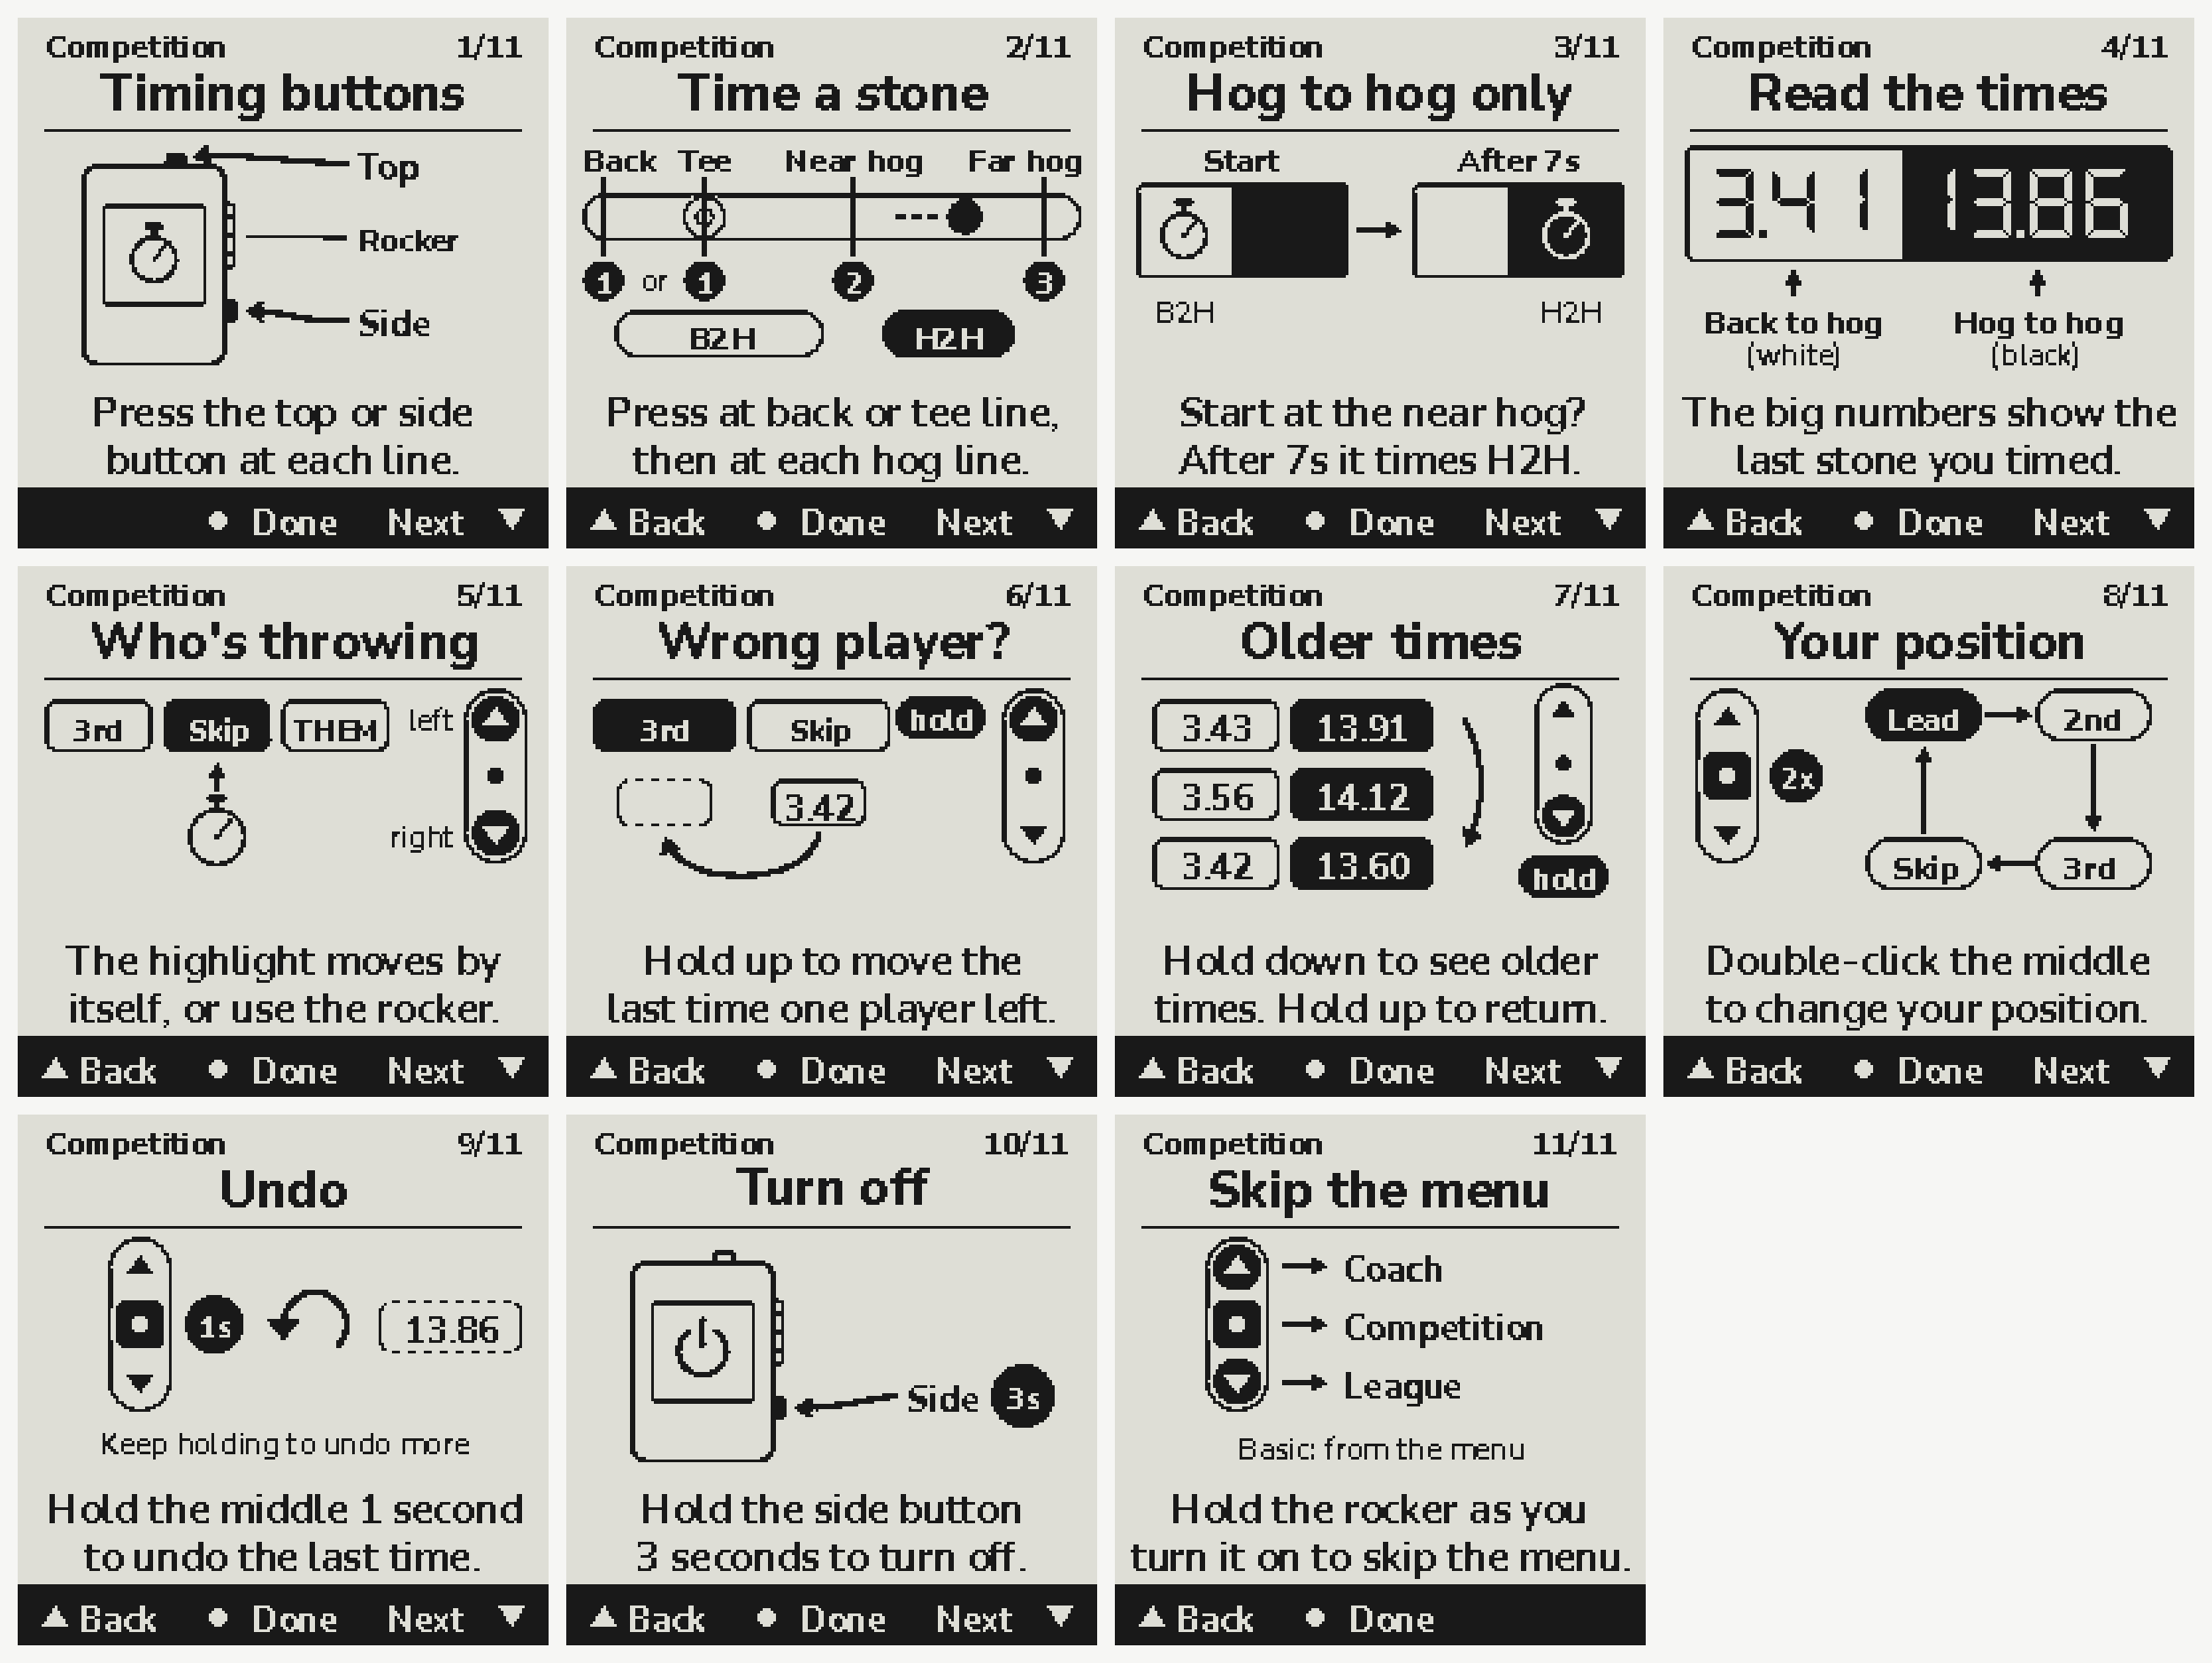 Competition 1/11
Timing buttons
Top
Rocker
Side
Press the top or side
button at each line.
Done Next
Competition 2/11
Time a stone
Back Tee Near hog Far hog
1 or 1 2 3
B2H H2H
Press at back or tee line,
then at each hog line.
Back Done Next
Competition 3/11
Hog to hog only
Start After 7s
B2H H2H
Start at the near hog?
After 7s it times H2H.
Back Done Next
Competition 4/11
Read the times
3.41 13.86
Back to hog Hog to hog
(white) (black)
The big numbers show the
last stone you timed.
Back Done Next
Competition 5/11
Who's throwing
3rd Skip THEM left
right
The highlight moves by
itself, or use the rocker.
Back Done Next
Competition 6/11
Wrong player?
3rd Skip hold
3.42
Hold up to move the
last time one player left.
Back Done Next
Competition 7/11
Older times
3.43 13.91
3.56 14.12
3.42 13.60
hold
Hold down to see older
times. Hold up to return.
Back Done Next
Competition 8/11
Your position
Lead 2nd
2x
Skip 3rd
Double-click the middle
to change your position.
Back Done Next
Competition 9/11
Undo
1s 13.86
Keep holding to undo more
Hold the middle 1 second
to undo the last time.
Back Done Next
Competition 10/11
Turn off
Side 3s
Hold the side button
3 seconds to turn off.
Back Done Next
Competition 11/11
Skip the menu
Coach
Competition
League
Basic: from the menu
Hold the rocker as you
turn it on to skip the menu.
Back Done